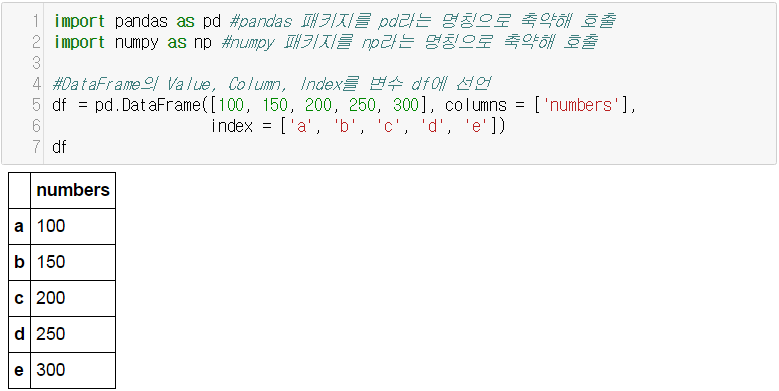 1 import pandas as pd #pandas 패키지를 pd라는 명칭으로 축약해 호출
2 import numpy as np #numpy 패키지를 np라는 명칭으로 축약해 호출
3
4 #DataFrame의 Value, Column, Index를 변수 df에 선언
5 df = pd.DataFrame([100, 150, 200, 250, 300], columns = ['numbers'],
6 index = ['a', 'b', 'c', 'd', 'e'])
7 df
numbers
a 100
b 150
c 200
d 250
e 300